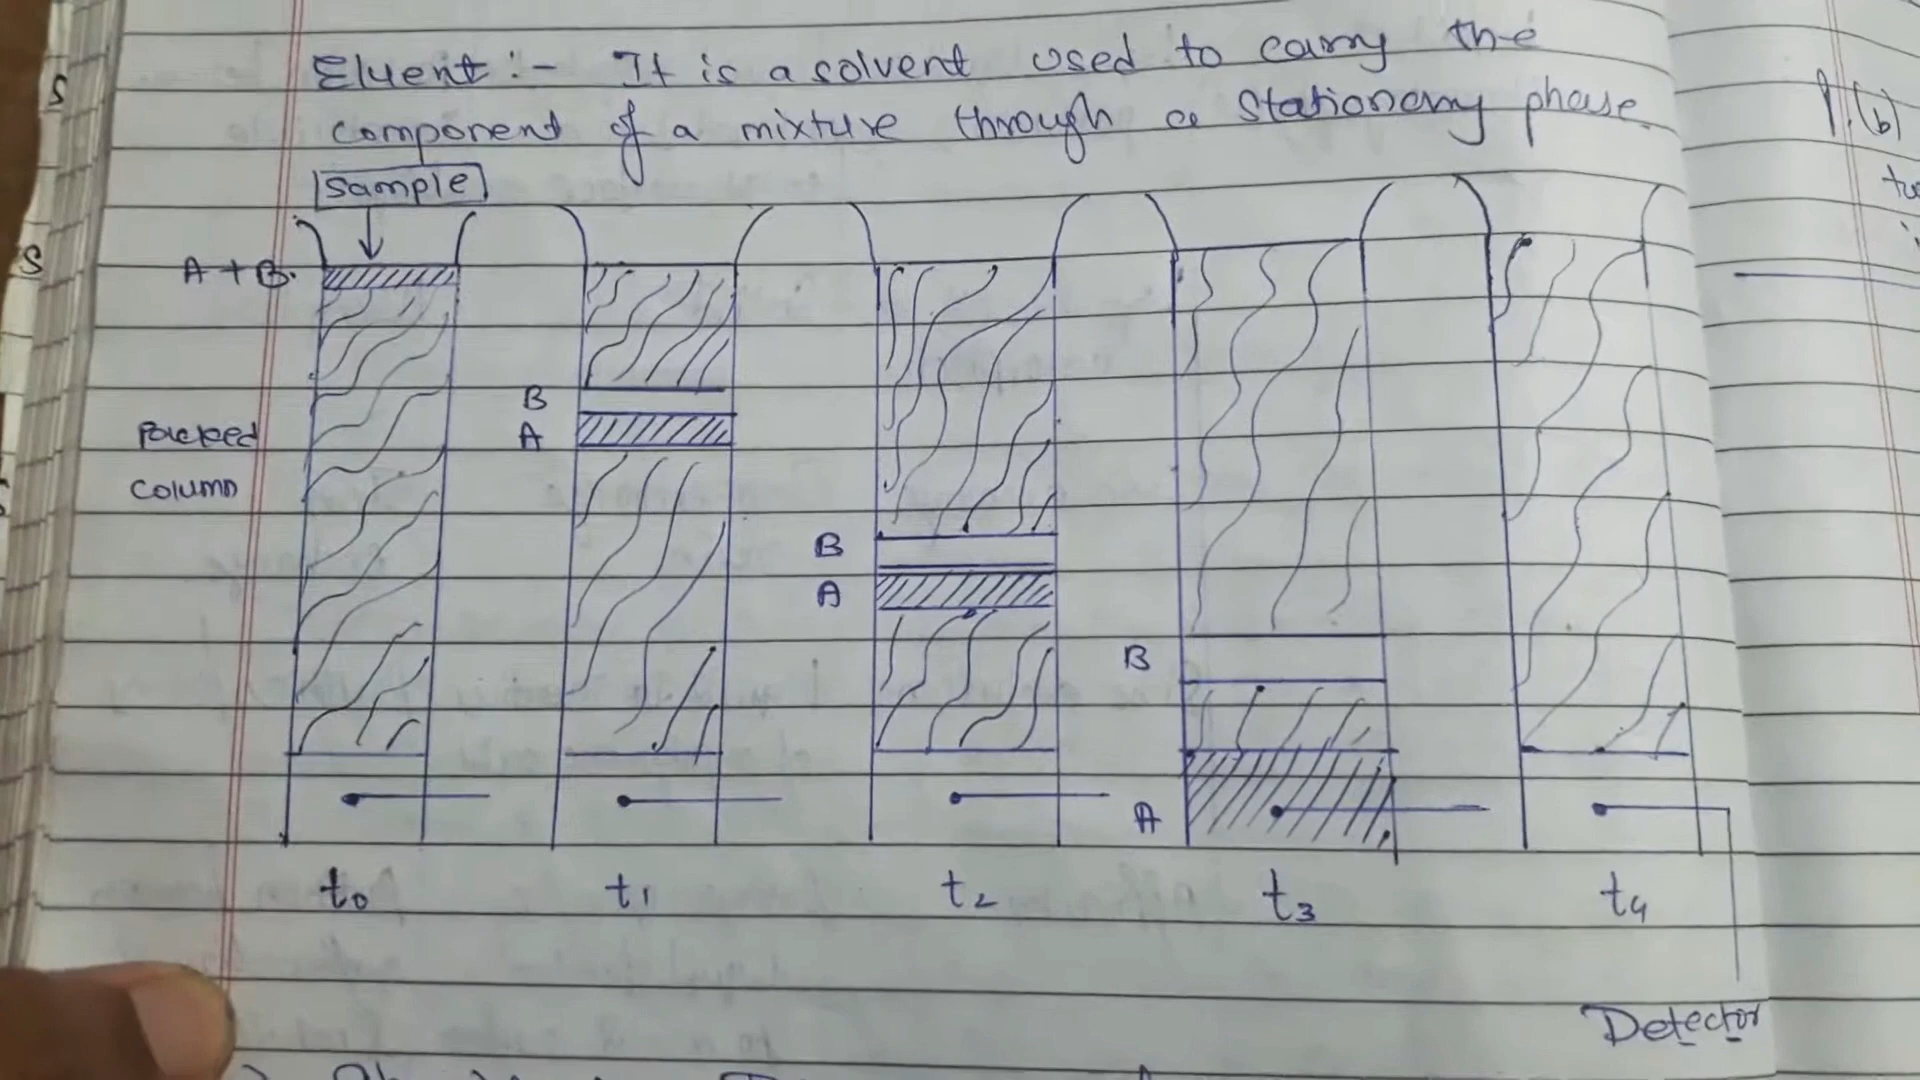 Eluent :- It is a solvent used to carry the
component of a mixture through a stationary phase.
Sample
A + B.
B
A
Packed
column
B
A
B
A
t0 t1 t2 t3 t4
Detector
(b)